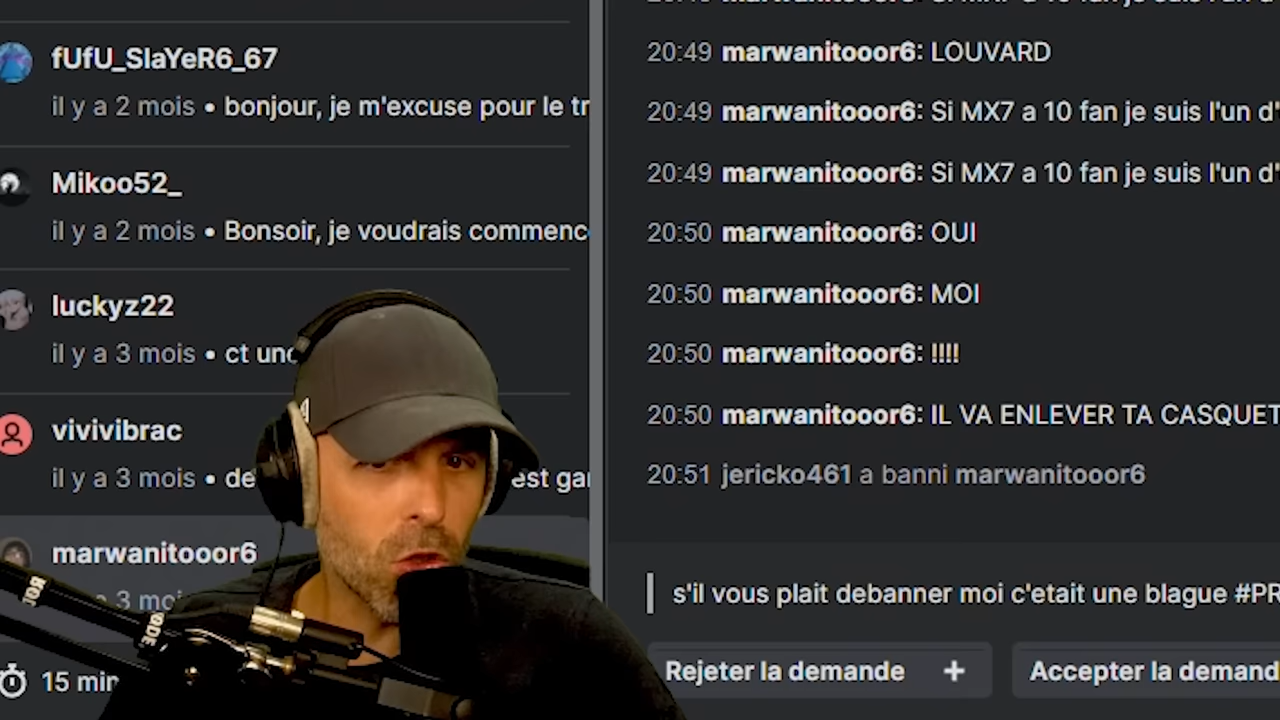 fUfU_SlaYeR6_67
il y a 2 mois • bonjour, je m'excuse pour le tr
Mikoo52_
il y a 2 mois • Bonsoir, je voudrais commenc
luckyz22
il y a 3 mois • ct une
vivivibrac
il y a 3 mois • de
est gar
marwanitooor6
3 moi
15 min
20:49 marwanitooor6: LOUVARD
20:49 marwanitooor6: Si MX7 a 10 fan je suis l'un d'
20:49 marwanitooor6: Si MX7 a 10 fan je suis l'un d'
20:50 marwanitooor6: OUI
20:50 marwanitooor6: MOI
20:50 marwanitooor6: !!!!
20:50 marwanitooor6: IL VA ENLEVER TA CASQUET
20:51 jericko461 a banni marwanitooor6
s'il vous plait debanner moi c'etait une blague #PR
Rejeter la demande +
Accepter la demand